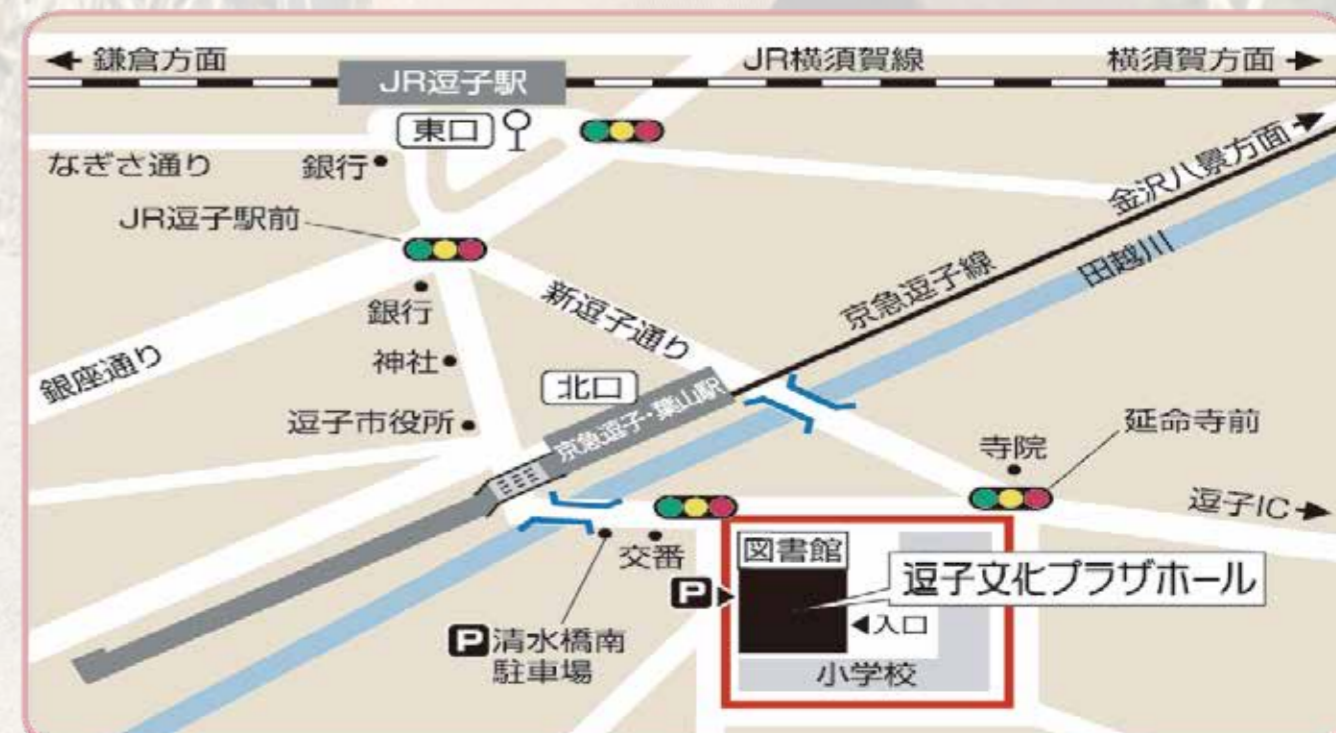 鎌倉方面
JR横須賀線
横須賀方面
JR逗子駅
東口
なぎさ通り
銀行
金沢八景方面
JR逗子駅前
田越川
京急逗子線
新逗子通り
銀行
銀座通り
神社
北口
京急逗子・葉山駅
逗子市役所
延命寺前
寺院
逗子IC
交番
図書館
逗子文化プラザホール
P
入口
P清水橋南
駐車場
小学校